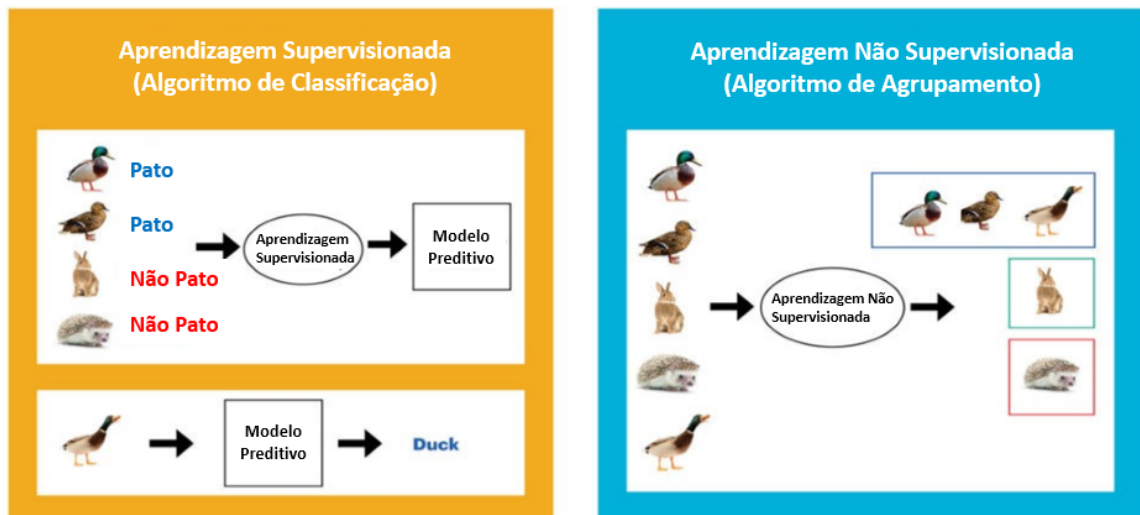 Aprendizagem Supervisionada
(Algoritmo de Classificação)
Pato
Pato
Não Pato
Não Pato
Aprendizagem
Supervisionada
Modelo
Preditivo
Modelo
Preditivo
Duck
Aprendizagem Não Supervisionada
(Algoritmo de Agrupamento)
Aprendizagem Não
Supervisionada